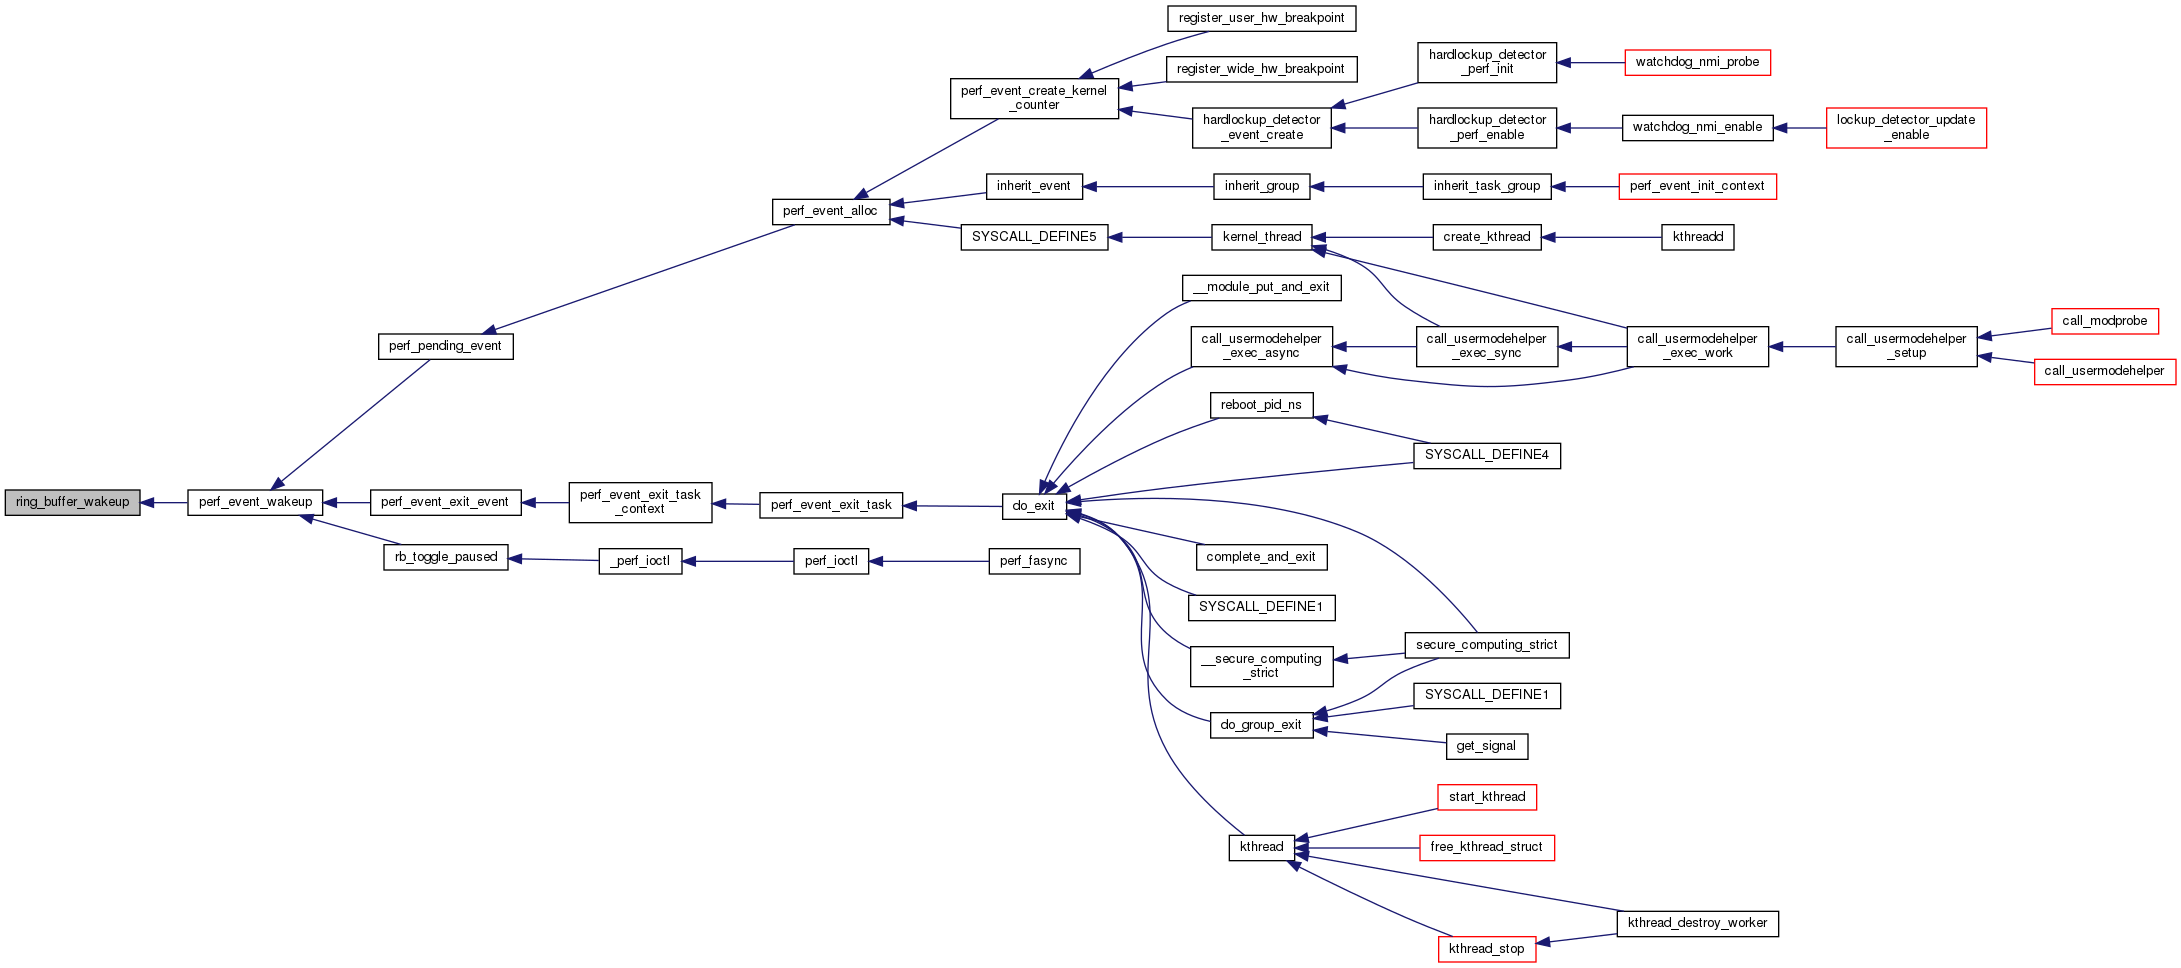 register_user_hw_breakpoint
register_wide_hw_breakpoint
hardlockup_detector
_perf_init
watchdog_nmi_probe
perf_event_create_kernel
_counter
hardlockup_detector
_event_create
hardlockup_detector
_perf_enable
watchdog_nmi_enable
lockup_detector_update
_enable
inherit_event
inherit_group
inherit_task_group
perf_event_init_context
perf_event_alloc
SYSCALL_DEFINE5
kernel_thread
create_kthread
kthreadd
__module_put_and_exit
perf_pending_event
call_usermodehelper
_exec_async
call_usermodehelper
_exec_sync
call_usermodehelper
_exec_work
call_usermodehelper
_setup
call_modprobe
call_usermodehelper
reboot_pid_ns
SYSCALL_DEFINE4
ring_buffer_wakeup
perf_event_wakeup
perf_event_exit_event
perf_event_exit_task
_context
perf_event_exit_task
do_exit
rb_toggle_paused
_perf_ioctl
perf_ioctl
perf_fasync
complete_and_exit
SYSCALL_DEFINE1
secure_computing_strict
__secure_computing
_strict
SYSCALL_DEFINE1
do_group_exit
get_signal
start_kthread
kthread
free_kthread_struct
kthread_destroy_worker
kthread_stop